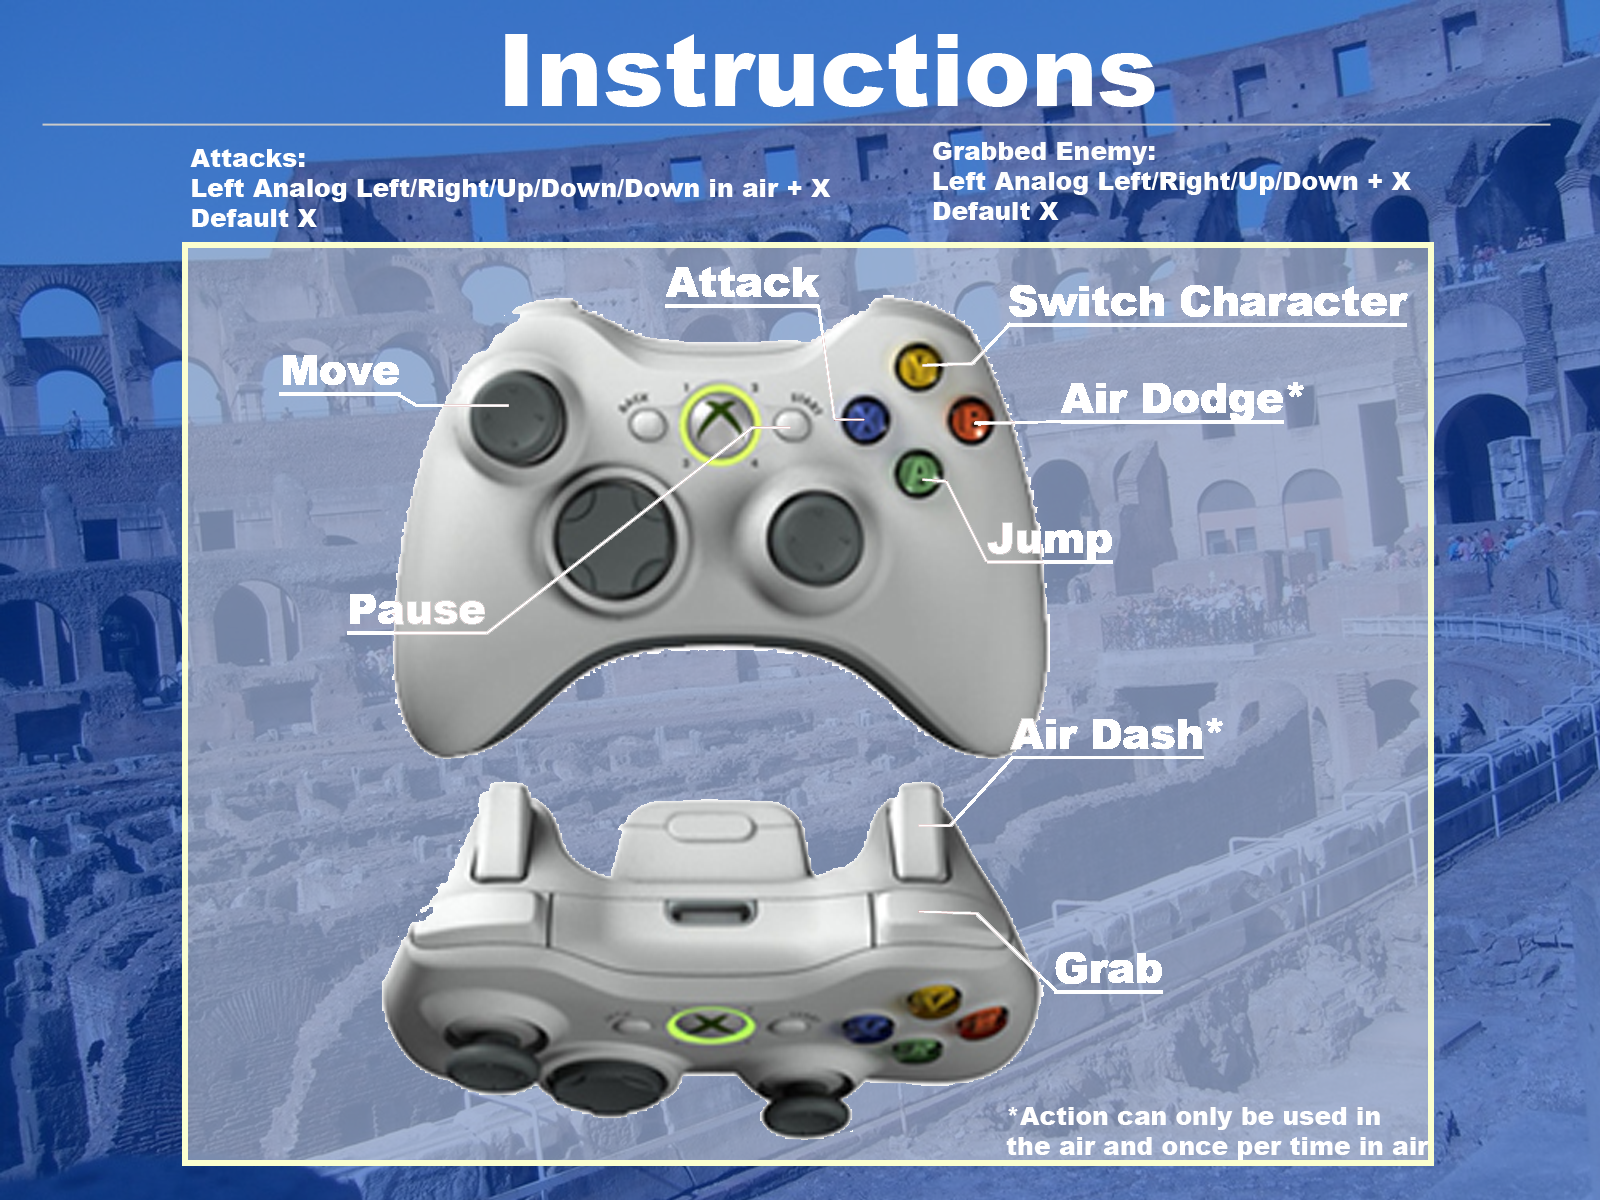 Instructions
Attacks:
Left Analog Left/Right/Up/Down/Down in air + X
Default X
Grabbed Enemy:
Left Analog Left/Right/Up/Down + X
Default X
Attack
Switch Character
Move
Air Dodge*
BACK
START
X
Y
B
A
Jump
Pause
Air Dash*
Grab
*Action can only be used in
the air and once per time in air